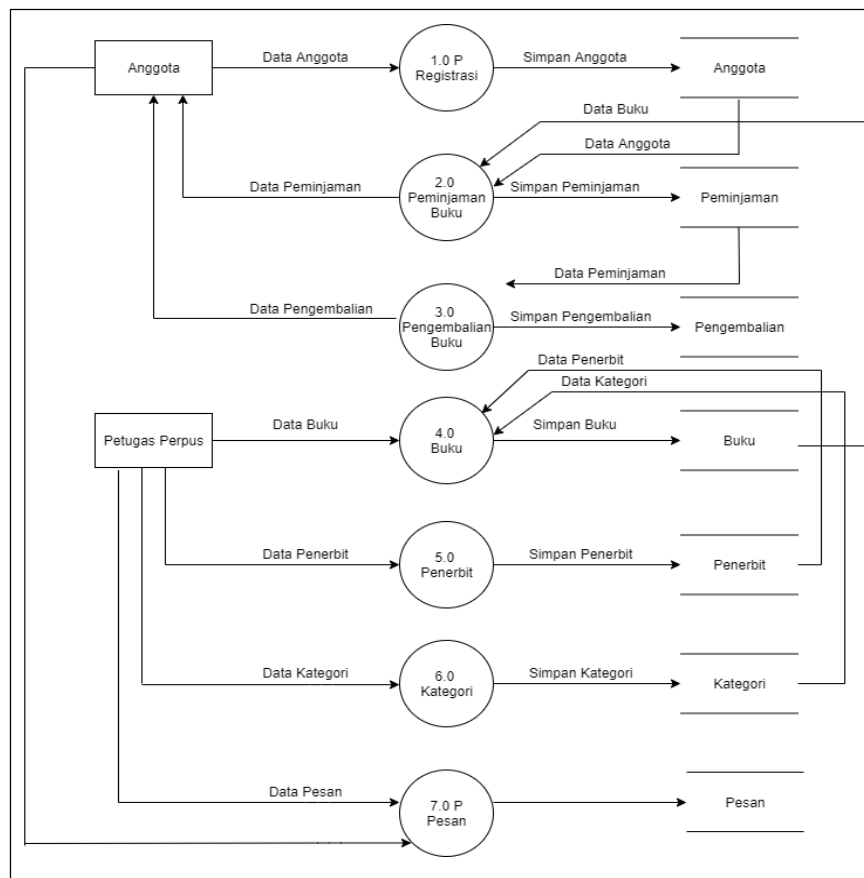 Anggota
Data Anggota
1.0 P
Registrasi
Simpan Anggota
Anggota
Data Buku
Data Anggota
Data Peminjaman
2.0
Peminjaman
Buku
Simpan Peminjaman
Peminjaman
Data Peminjaman
Data Pengembalian
3.0
Pengembalian
Buku
Simpan Pengembalian
Pengembalian
Data Penerbit
Data Kategori
Petugas Perpus
Data Buku
4.0
Buku
Simpan Buku
Buku
Data Penerbit
5.0
Penerbit
Simpan Penerbit
Penerbit
Data Kategori
6.0
Kategori
Simpan Kategori
Kategori
Data Pesan
7.0 P
Pesan
Pesan